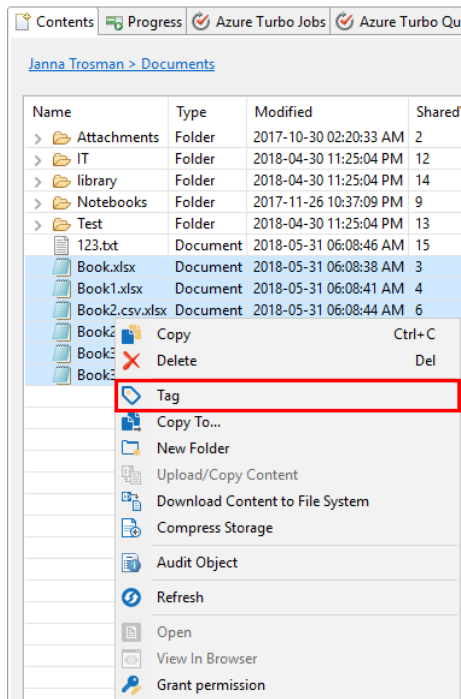 Contents Progress Azure Turbo Jobs Azure Turbo Qu
Janna Trosman > Documents
Name Type Modified Shared
Attachments Folder 2017-10-30 02:20:33 AM 2
IT Folder 2018-04-30 11:25:04 PM 12
library Folder 2018-04-30 11:25:04 PM 14
Notebooks Folder 2017-11-26 10:37:09 PM 9
Test Folder 2018-04-30 11:25:04 PM 13
123.txt Document 2018-05-31 06:08:46 AM 15
Book.xlsx Document 2018-05-31 06:08:38 AM 3
Book1.xlsx Document 2018-05-31 06:08:41 AM 4
Book2.csv.xlsx Document 2018-05-31 06:08:44 AM 6
Book2
Book3
Book3
Copy Ctrl+C
Delete Del
Tag
Copy To...
New Folder
Upload/Copy Content
Download Content to File System
Compress Storage
Audit Object
Refresh
Open
View In Browser
Grant permission